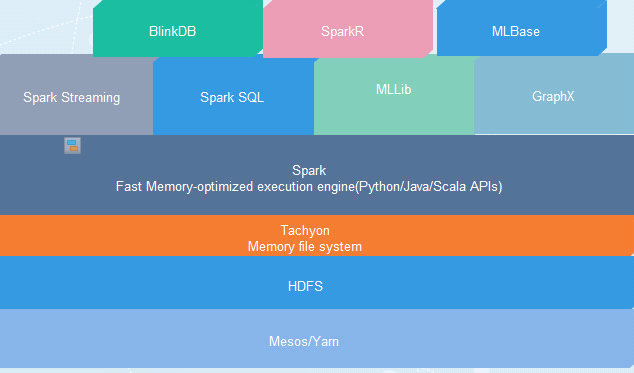 BlinkDB
SparkR
MLBase
Spark Streaming
Spark SQL
MLLib
GraphX
Spark
Fast Memory-optimized execution engine(Python/Java/Scala APIs)
Tachyon
Memory file system
HDFS
Mesos/Yarn